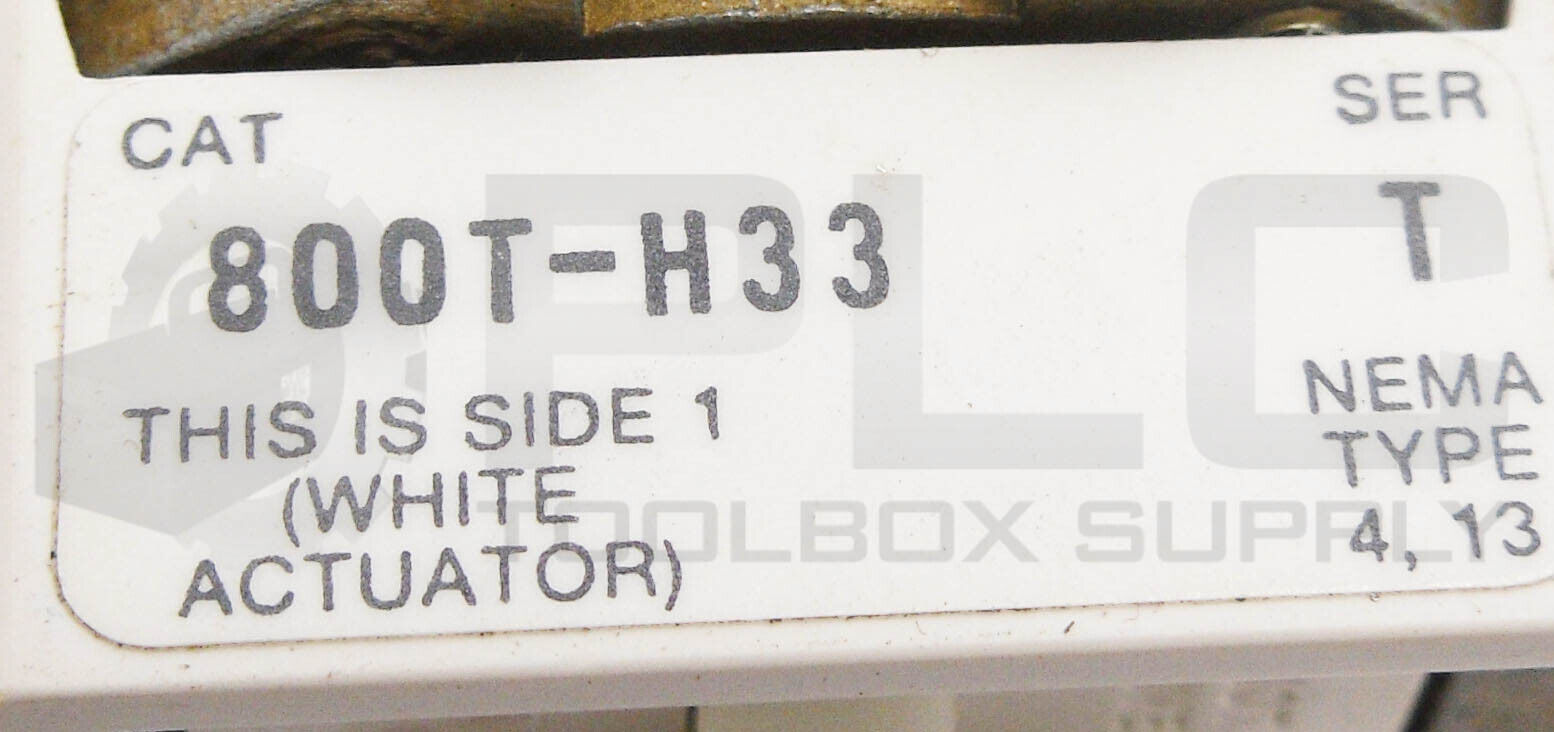 CAT
SER
800T-H33
T
THIS IS SIDE 1
(WHITE
ACTUATOR)
NEMA
TYPE
4, 13
PLC
TOOLBOX SUPPLY